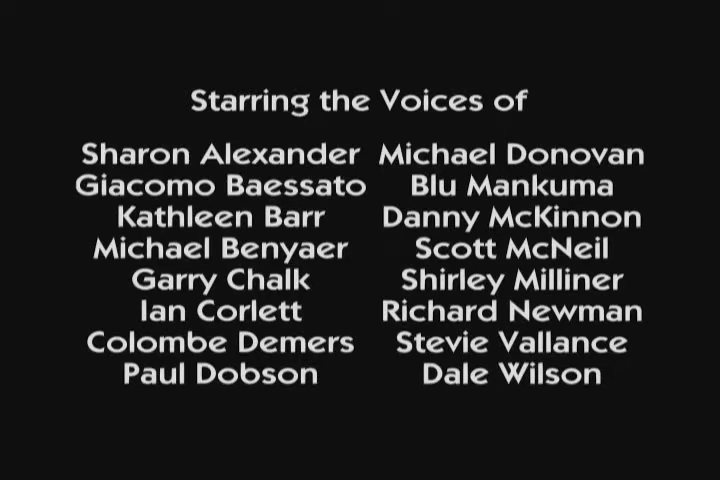 Starring the Voices of
Sharon Alexander Michael Donovan
Giacomo Baessato Blu Mankuma
Kathleen Barr Danny McKinnon
Michael Benyaer Scott McNeil
Garry Chalk Shirley Milliner
Ian Corlett Richard Newman
Colombe Demers Stevie Vallance
Paul Dobson Dale Wilson